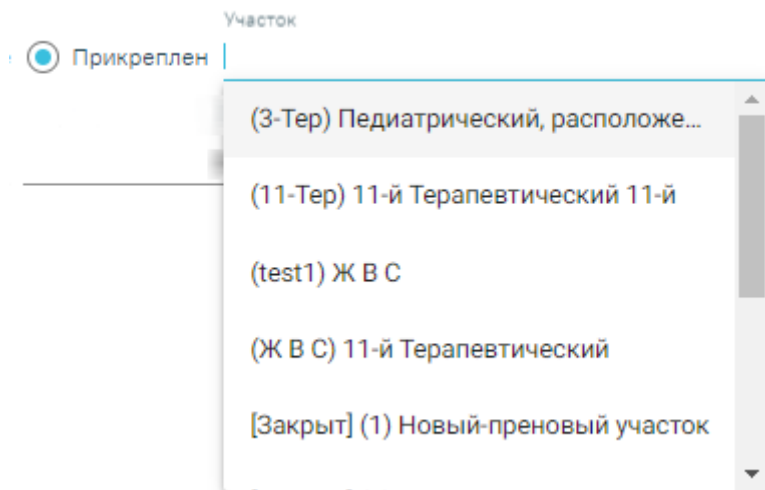 Участок
Прикреплен
(3-Тер) Педиатрический, расположе...
(11-Тер) 11-й Терапевтический 11-й
(test1) Ж В С
(Ж В С) 11-й Терапевтический
[Закрыт] (1) Новый-преновый участок